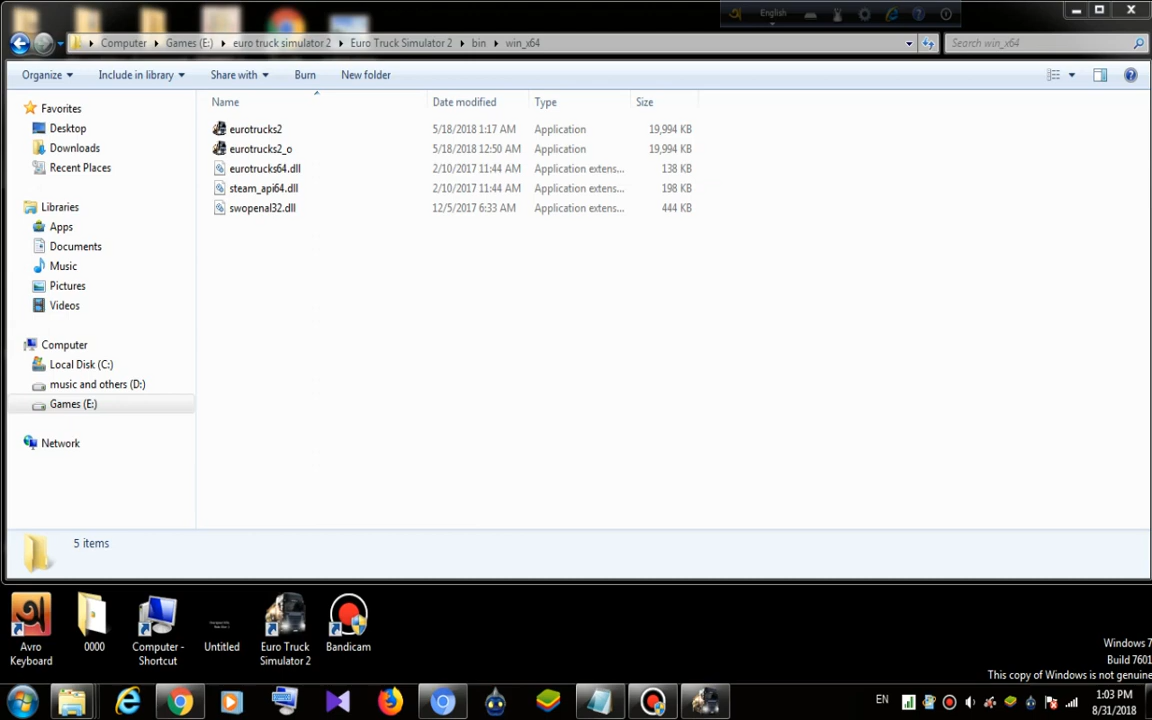 English
Computer Games (E:) euro truck simulator 2 Euro Truck Simulator 2 bin win_x64 Search win_x64
Organize Include in library Share with Burn New folder
Name Date modified Type Size
eurotrucks2 5/18/2018 1:17 AM Application 19,994 KB
eurotrucks2_o 5/18/2018 12:50 AM Application 19,994 KB
eurotrucks64.dll 2/10/2017 11:44 AM Application extens... 138 KB
steam_api64.dll 2/10/2017 11:44 AM Application extens... 198 KB
swopenal32.dll 12/5/2017 6:33 AM Application extens... 444 KB
Favorites
Desktop
Downloads
Recent Places
Libraries
Apps
Documents
Music
Pictures
Videos
Computer
Local Disk (C:)
music and others (D:)
Games (E:)
Network
5 items
অ
Avro
Keyboard
0000
Computer -
Shortcut
Untitled
Euro Truck
Simulator 2
Bandicam
Windows 7
Build 7601
This copy of Windows is not genuine
EN
1:03 PM
8/31/2018